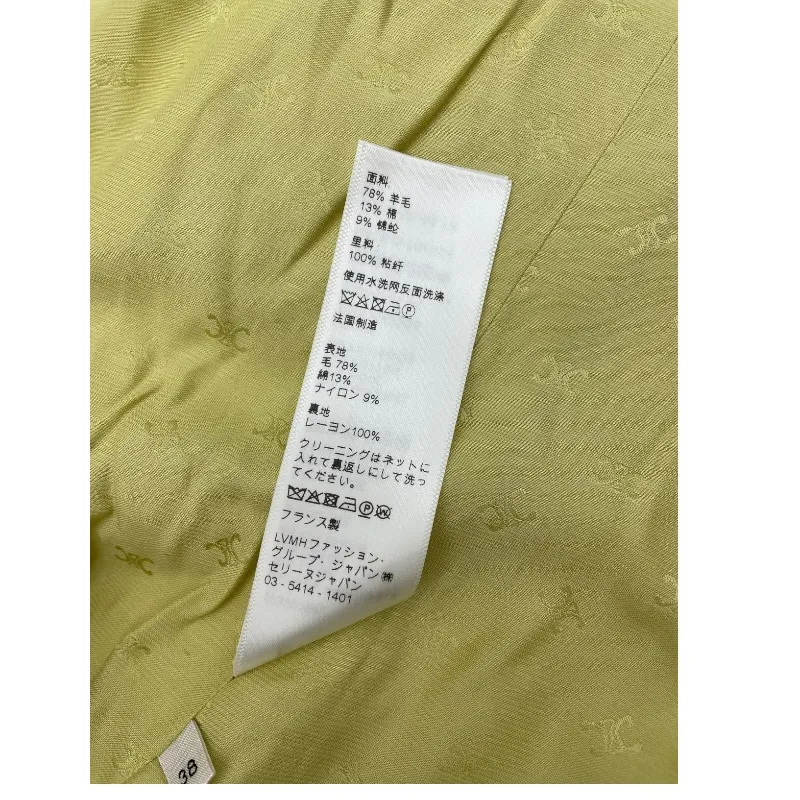 面料
78% 羊毛
13% 棉
9% 锦纶
里料:
100% 粘纤
使用水洗网反面洗涤
P
法国制造
表地
毛 78%
綿13%
ナイロン 9%
裏地
レーヨン100%
クリーニングはネットに
入れて裏返しにして洗っ
てください。
P W
フランス製
LVMHファッション·
グループ·ジャパン㈱
セリーヌジャパン
03-5414-1401
38